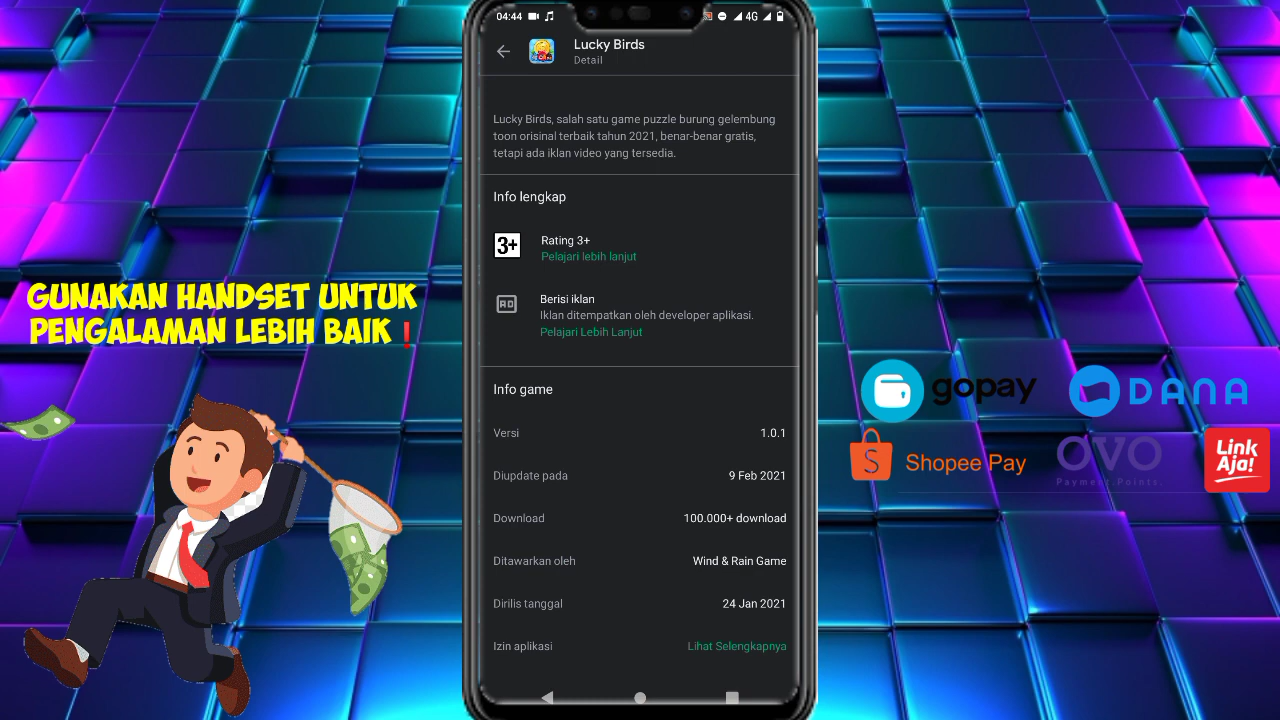 04:44
4G
Lucky Birds
Detail
Lucky Birds, salah satu game puzzle burung gelembung
toon orisinal terbaik tahun 2021, benar-benar gratis,
tetapi ada iklan video yang tersedia.
Info lengkap
3+
Rating 3+
Pelajari lebih lanjut
AD
Berisi iklan
Iklan ditempatkan oleh developer aplikasi.
Pelajari Lebih Lanjut
Info game
Versi 1.0.1
Diupdate pada 9 Feb 2021
Download 100.000+ download
Ditawarkan oleh Wind & Rain Game
Dirilis tanggal 24 Jan 2021
Izin aplikasi Lihat Selengkapnya
GUNAKAN HANDSET UNTUK
PENGALAMAN LEBIH BAIK❗
gopay
DANA
S Shopee Pay
OVO
Payment.Points.
Link
Aja!